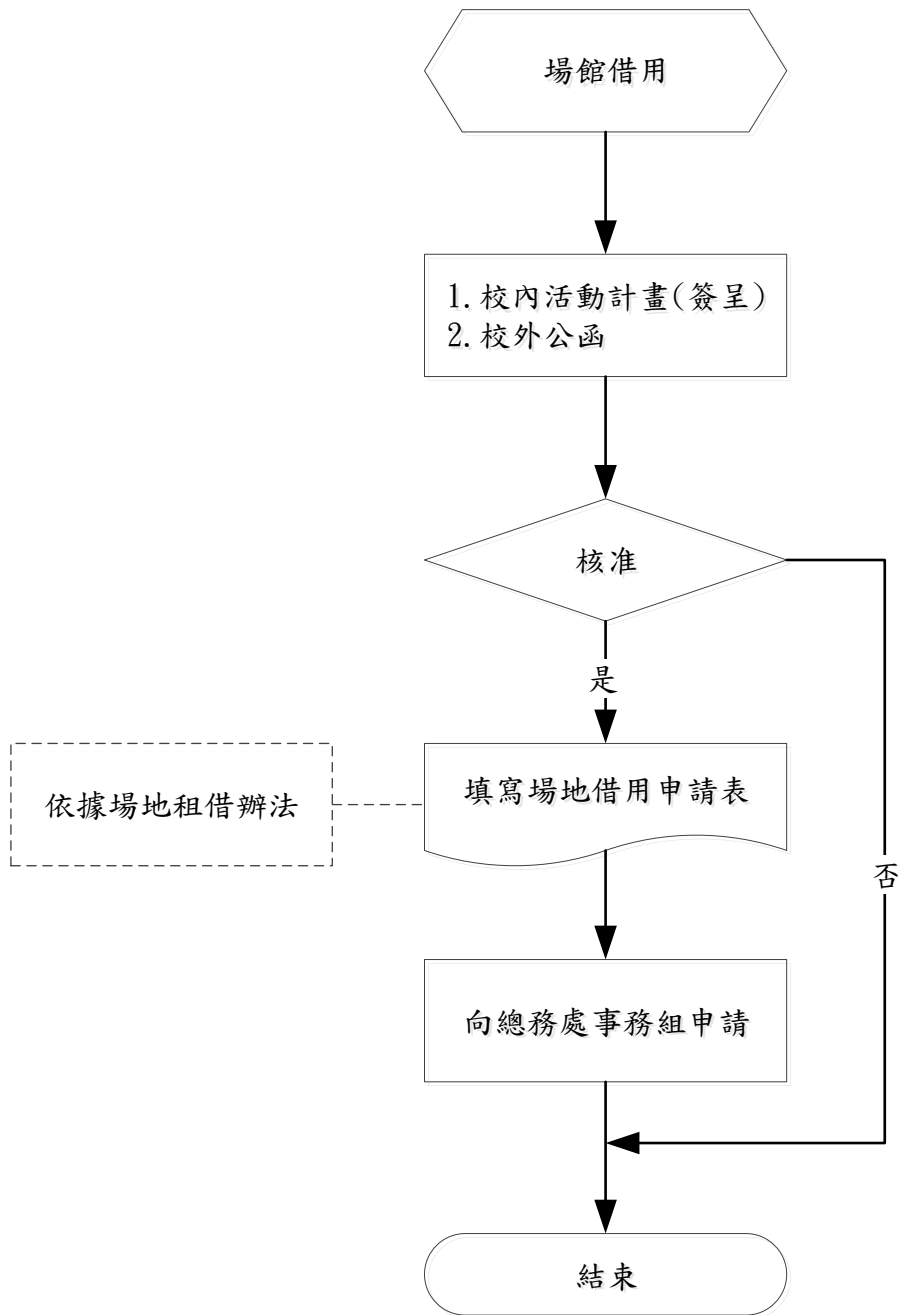 場館借用
1.校內活動計畫(簽呈)
2.校外公函
核准
是
依據場地租借辦法
填寫場地借用申請表
否
向總務處事務組申請
結束